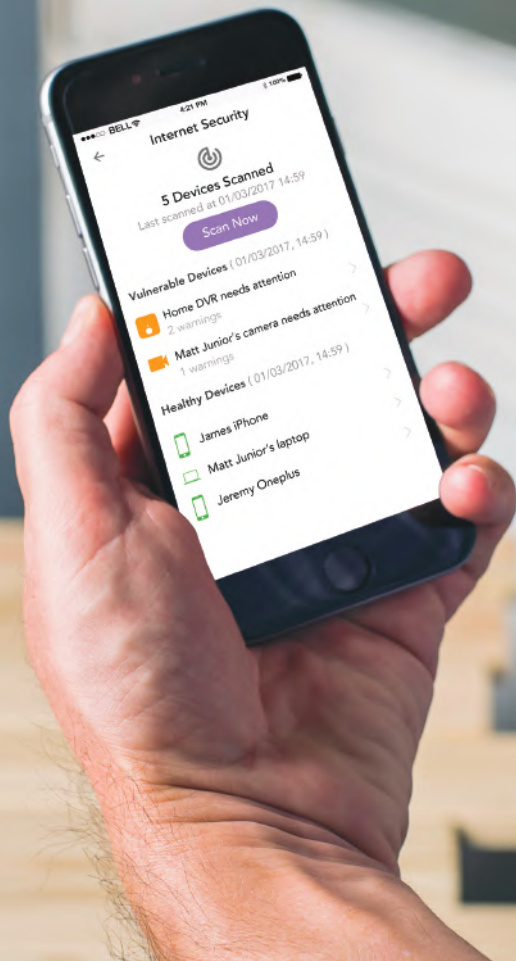 BELL 4:21 PM 100%
Internet Security
5 Devices Scanned
Last scanned at 01/03/2017 14:59
Scan Now
Vulnerable Devices ( 01/03/2017, 14:59 )
Home DVR needs attention
2 warnings
Matt Junior's camera needs attention
1 warnings
Healthy Devices ( 01/03/2017, 14:59 )
James iPhone
Matt Junior's laptop
Jeremy Oneplus